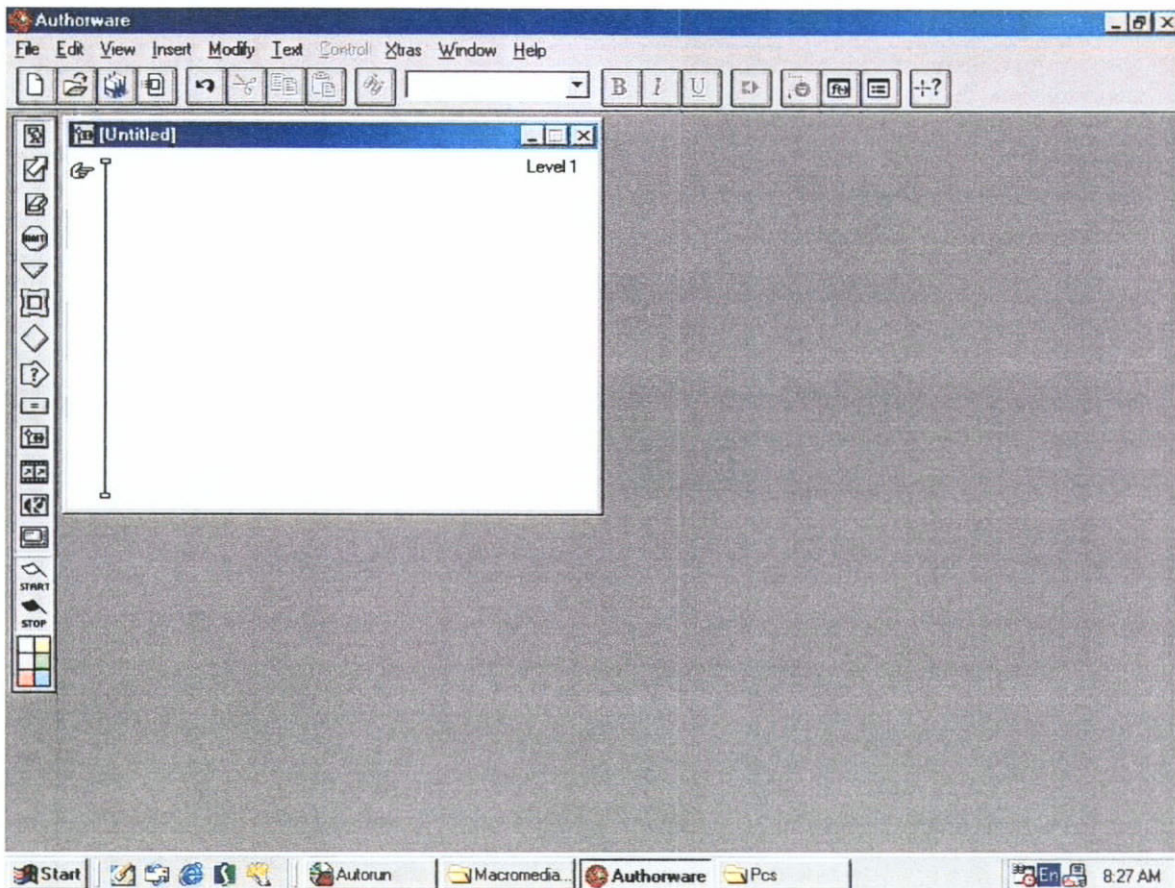 Authorware
File Edit View Insert Modify Text Control Xtras Window Help
B I U ?
[Untitled]
Level 1
WAIT
?
=
START
STOP
Start Autorun Macromedia... Authorware Pcs En 8:27 AM